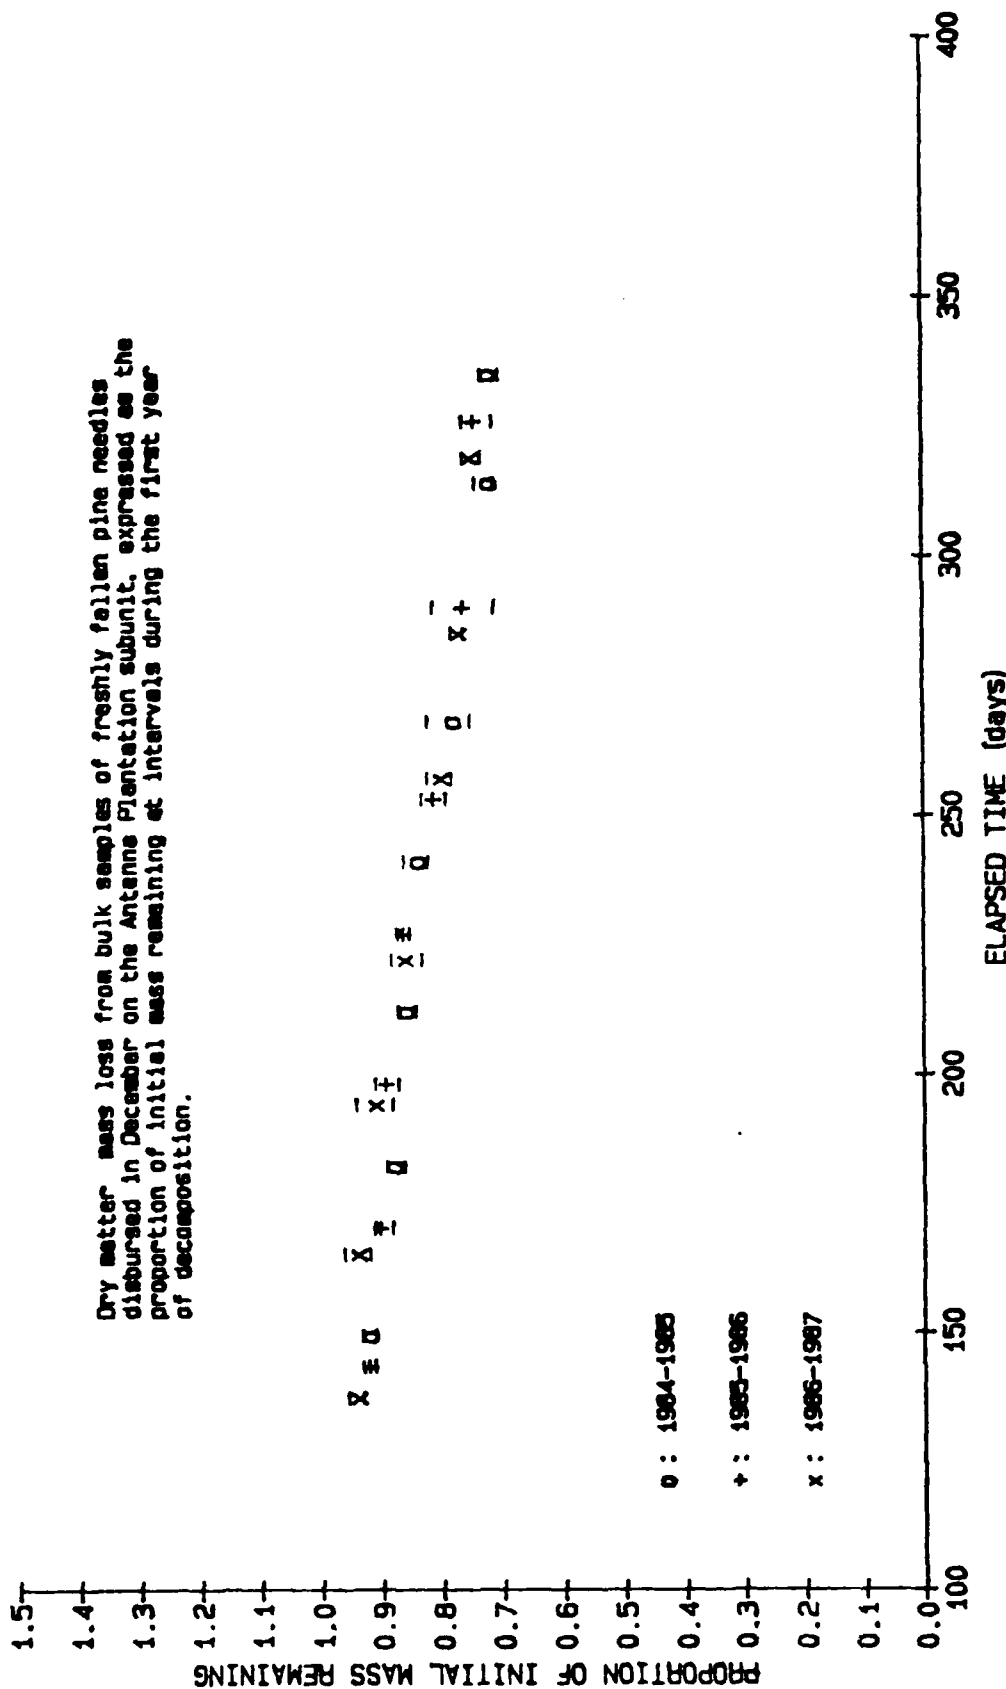 Dry matter mass loss from bulk samples of freshly fallen pine needles
disbursed in December on the Antenna Plantation subunit, expressed as the
proportion of initial mass remaining at intervals during the first year
of decomposition.
PROPORTION OF INITIAL MASS REMAINING
1.5
1.4
1.3
1.2
1.1
1.0
0.9
0.8
0.7
0.6
0.5
0.4
0.3
0.2
0.1
0.0
o : 1984-1985
+ : 1985-1986
x : 1986-1987
100
150
200
250
300
350
400
ELAPSED TIME (days)